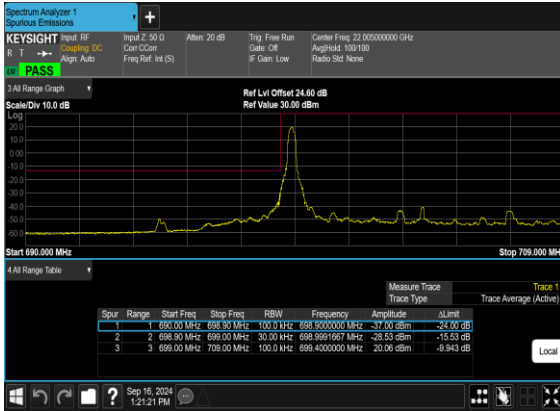 Spectrum Analyzer 1
Spurious Emissions
+
KEYSIGHT Input: RF Input Z: 50 Ω Atten: 20 dB Trig: Free Run Center Freq: 22.005000000 GHz
R T Coupling: DC Corr CCorr Gate: Off Avg|Hold: 100/100
Align: Auto Freq Ref: Int (S) IF Gain: Low Radio Std: None
PASS
3 All Range Graph
Ref Lvl Offset 24.60 dB
Scale/Div 10.0 dB Ref Value 30.00 dBm
Log
20.0
10.0
0.00
-10.0
-20.0
-30.0
-40.0
-50.0
-60.0
Start 690.000 MHz Stop 709.000 MHz
4 All Range Table
Measure Trace Trace 1
Trace Type Trace Average (Active)
Spur Range Start Freq Stop Freq RBW Frequency Amplitude ΔLimit
1 1 690.00 MHz 698.90 MHz 100.0 kHz 698.9000000 MHz -37.00 dBm -24.00 dB
2 2 698.90 MHz 699.00 MHz 30.00 kHz 698.9991667 MHz -28.53 dBm -15.53 dB
3 3 699.00 MHz 709.00 MHz 100.0 kHz 699.4000000 MHz 20.06 dBm -9.943 dB
Local
? Sep 16, 2024
1:21:21 PM